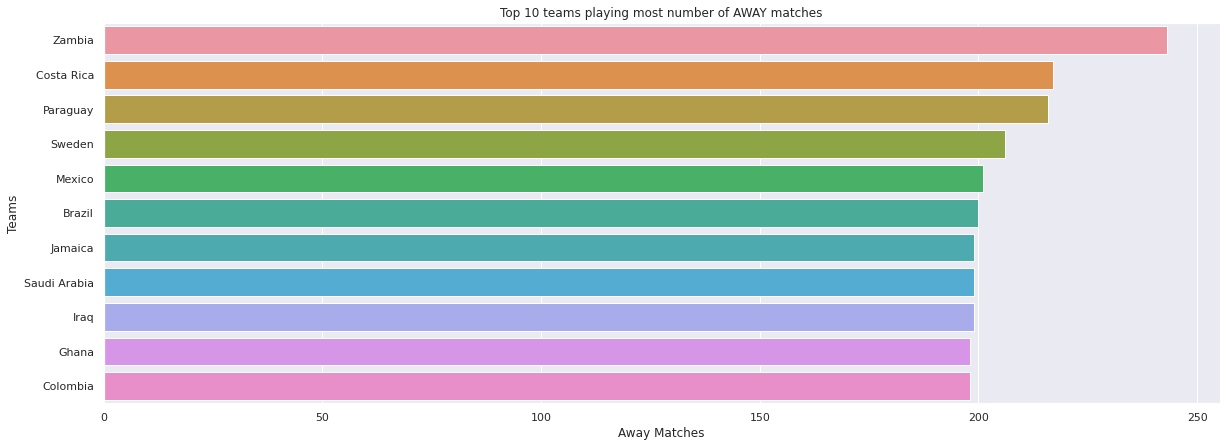 Top 10 teams playing most number of AWAY matches
Teams
Zambia
Costa Rica
Paraguay
Sweden
Mexico
Brazil
Jamaica
Saudi Arabia
Iraq
Ghana
Colombia
0 50 100 150 200 250
Away Matches